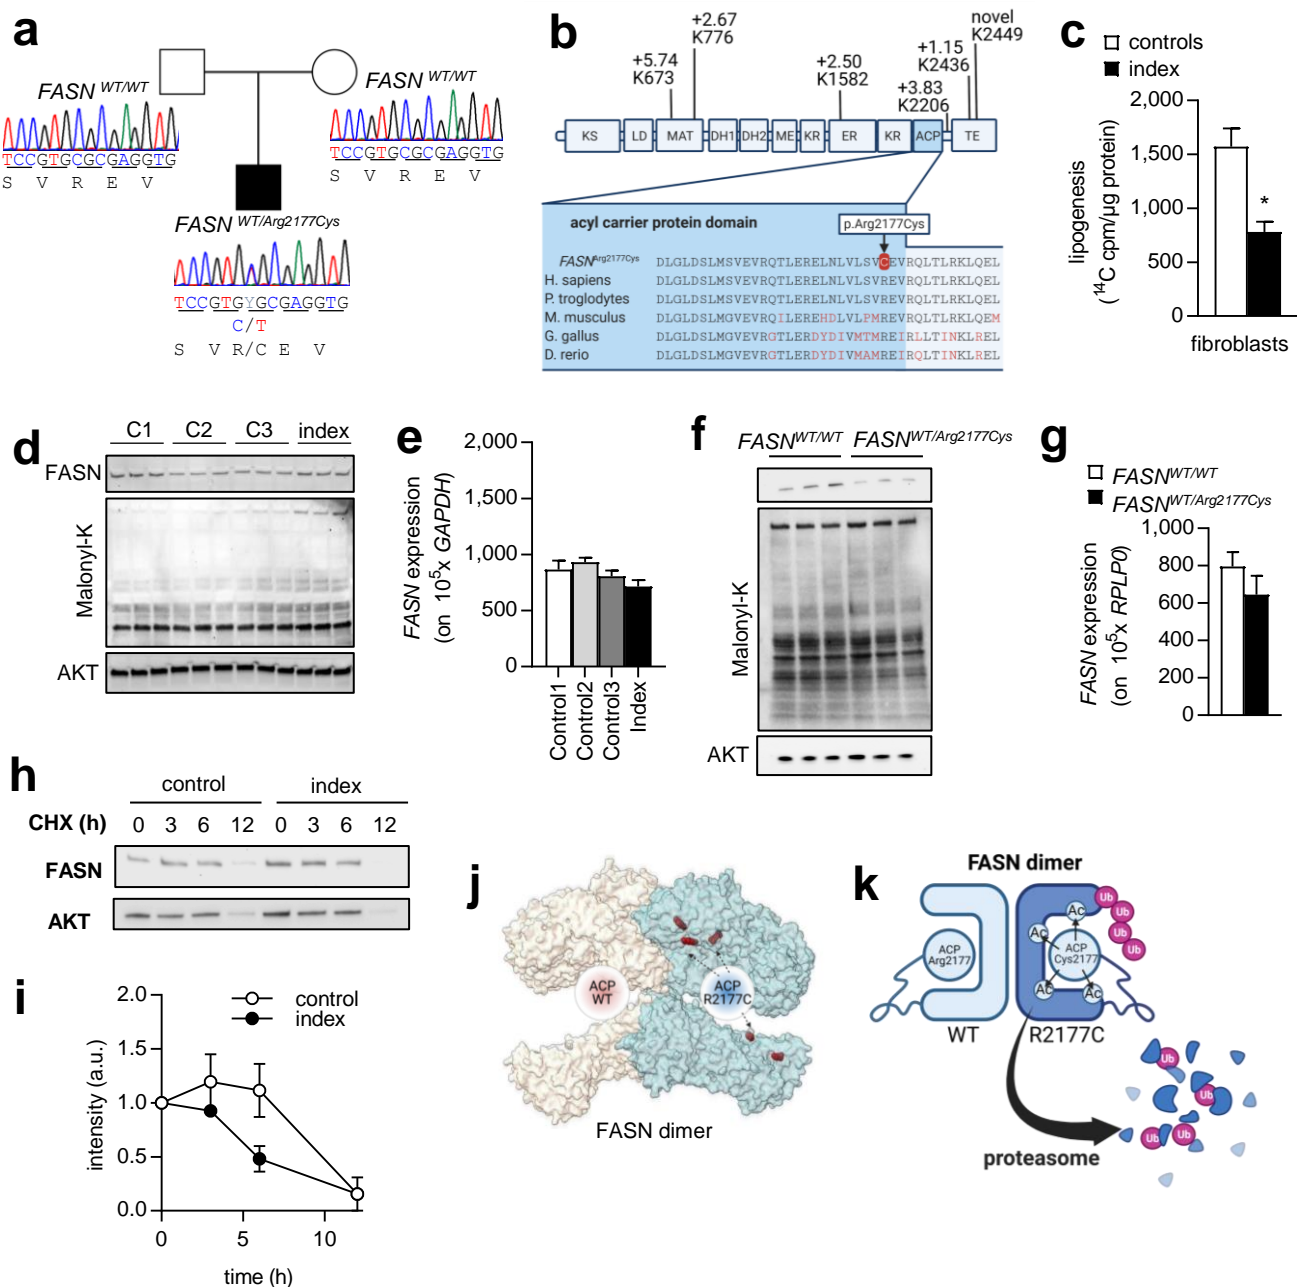 a
FASN WT/WT
FASN WT/WT
TCCGTGCGCGAGGTG
S V R E V
TCCGTGCGCGAGGTG
S V R E V
FASN WT/Arg2177Cys
TCCGTGYGCGAGGTG
C/T
S V R/C E V
b
+5.74
K673
+2.67
K776
+2.50
K1582
+3.83
K2206
+1.15
K2436
novel
K2449
KS LD MAT DH1 DH2 ME KR ER KR ACP TE
acyl carrier protein domain
p.Arg2177Cys
FASN Arg2177Cys DLGLDSLMSVEVRQTLERELNLVLSVCEVRQLTLRKLQEL
H. sapiens DLGLDSLMSVEVRQTLERELNLVLSVREVRQLTLRKLQEL
P. troglodytes DLGLDSLMSVEVRQTLERELNLVLSVREVRQLTLRKLQEL
M. musculus DLGLDSLMGVEVRQILEREHDLVLPMREVRQLTLRKLQEM
G. gallus DLGLDSLMGVEVRQTLERDYDIVMTMREIRLLTINKLREL
D. rerio DLGLDSLMGVEVRQTLERDYDIVMAMREIRQLTINKLREL
c
controls
index
2,000
1,500
1,000
500
0
lipogenesis
(14C cpm/µg protein)
*
fibroblasts
d
C1 C2 C3 index
FASN
Malonyl-K
AKT
e
2,000
1,500
1,000
500
0
FASN expression
(on 10⁵x GAPDH)
Control1
Control2
Control3
Index
f
FASN WT/WT FASN WT/Arg2177Cys
Malonyl-K
AKT
g
FASN WT/WT
FASN WT/Arg2177Cys
1,000
800
600
400
200
0
FASN expression
(on 10⁵x RPLP0)
h
control index
CHX (h) 0 3 6 12 0 3 6 12
FASN
AKT
i
control
index
2.0
1.5
1.0
0.5
0.0
intensity (a.u.)
0 5 10
time (h)
j
ACP
WT
ACP
R2177C
FASN dimer
k
FASN dimer
ACP
Arg2177
ACP
Cys2177
Ac
Ac
Ac
Ac
Ub
Ub
Ub
Ub
WT
R2177C
proteasome
Ub
Ub
Ub
Ub